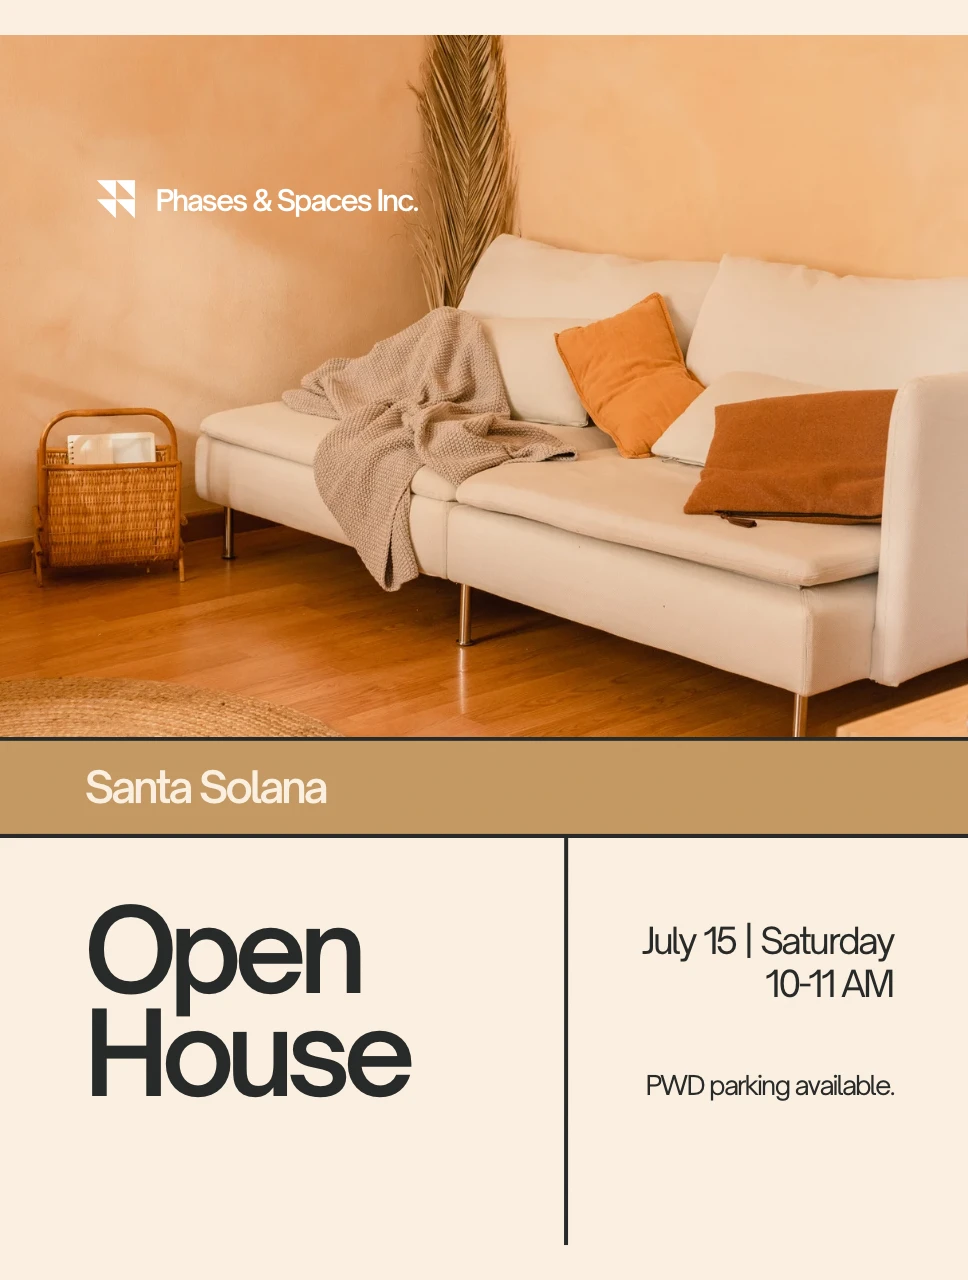 Phases & Spaces Inc.
Santa Solana
Open
House
July 15 | Saturday
10-11 AM
PWD parking available.